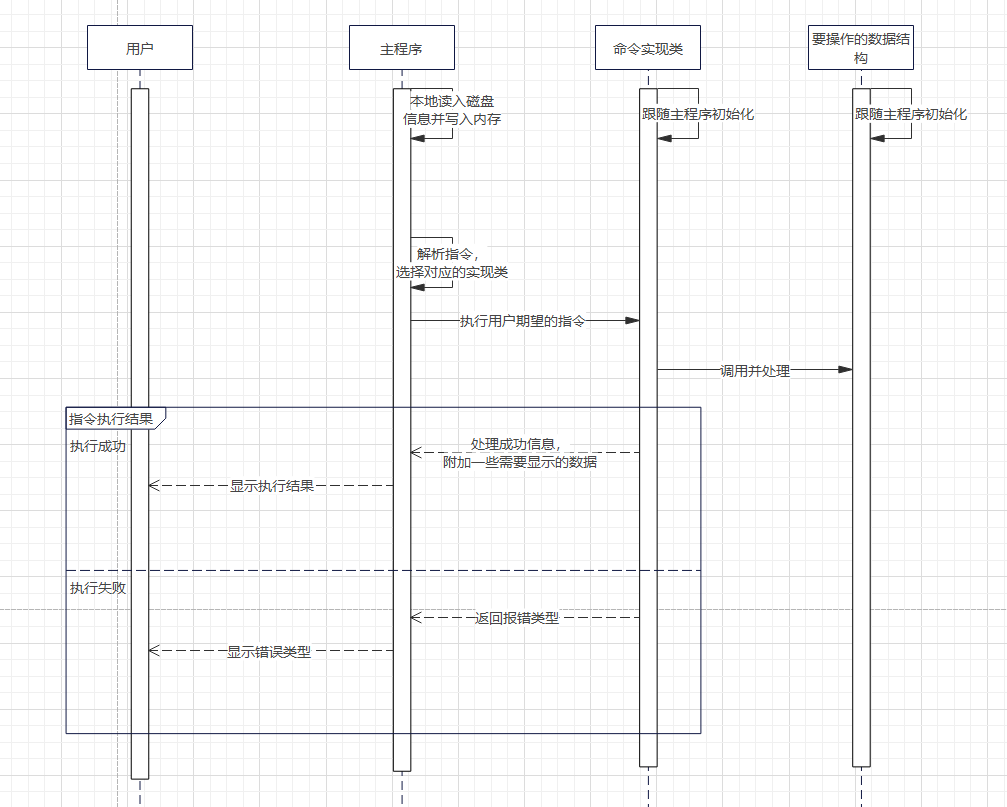 用户
主程序
命令实现类
要操作的数据结
构
本地读入磁盘
信息并写入内存
跟随主程序初始化
跟随主程序初始化
解析指令，
选择对应的实现类
执行用户期望的指令
调用并处理
指令执行结果
执行成功
处理成功信息，
附加一些需要显示的数据
显示执行结果
执行失败
返回报错类型
显示错误类型